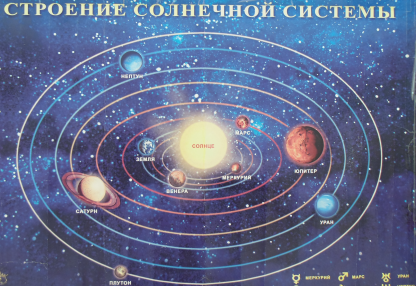 СТРОЕНИЕ СОЛНЕЧНОЙ СИСТЕМЫ
НЕПТУН
МАРС
СОЛНЦЕ
ЗЕМЛЯ
ЮПИТЕР
МЕРКУРИЙ
ВЕНЕРА
САТУРН
УРАН
ПЛУТОН
МЕРКУРИЙ МАРС УРАН